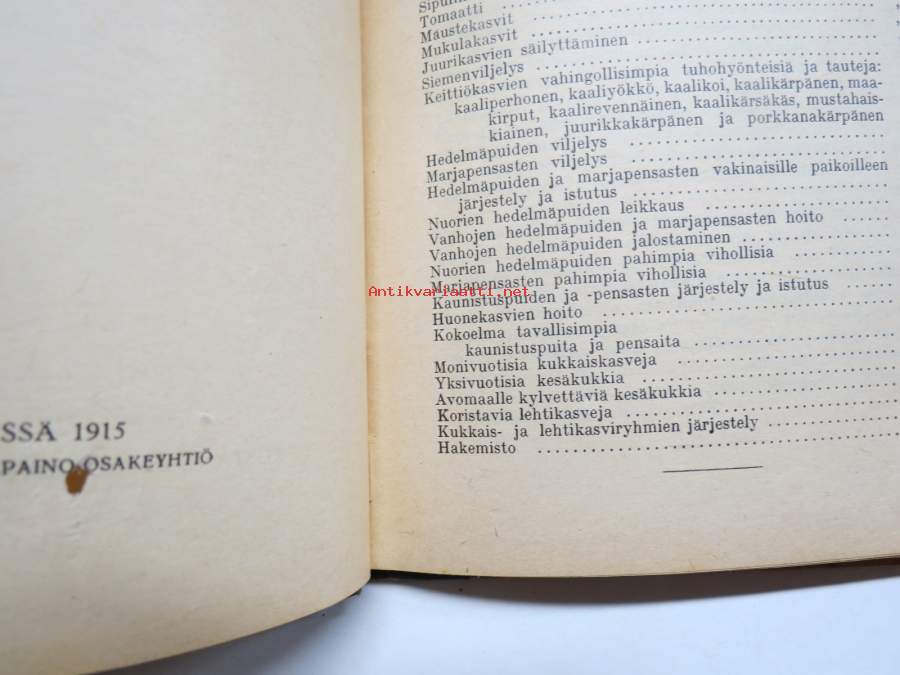 SSÄ 1915
PAINO-OSAKEYHTIÖ
Tomaatti
Maustekasvit
Mukulakasvit
Juurikasvien säilyttäminen
Siemenviljelys
Keittiökasvien vahingollisimpia tuhohyönteisiä ja tauteja:
kaaliperhonen, kaaliyökkö, kaalikoi, kaalikärpänen, maa-
kirput, kaalirevennäinen, kaalikärsäkäs, mustahais-
kiainen, juurikkakärpänen ja porkkanakärpänen
Hedelmäpuiden viljelys
Marjapensasten viljelys
Hedelmäpuiden ja marjapensasten vakinaisille paikoilleen
järjestely ja istutus
Nuorien hedelmäpuiden leikkaus
Vanhojen hedelmäpuiden ja marjapensasten hoito
Vanhojen hedelmäpuiden jalostaminen
Nuorien hedelmäpuiden pahimpia vihollisia
Marjapensasten pahimpia vihollisia
Antikvariaatti.net
Kaunistuspuiden ja -pensasten järjestely ja istutus
Huonekasvien hoito
Kokoelma tavallisimpia
kaunistuspuita ja pensaita
Monivuotisia kukkaiskasveja
Yksivuotisia kesäkukkia
Avomaalle kylvettäviä kesäkukkia
Koristavia lehtikasveja
Kukkais- ja lehtikasviryhmien järjestely
Hakemisto